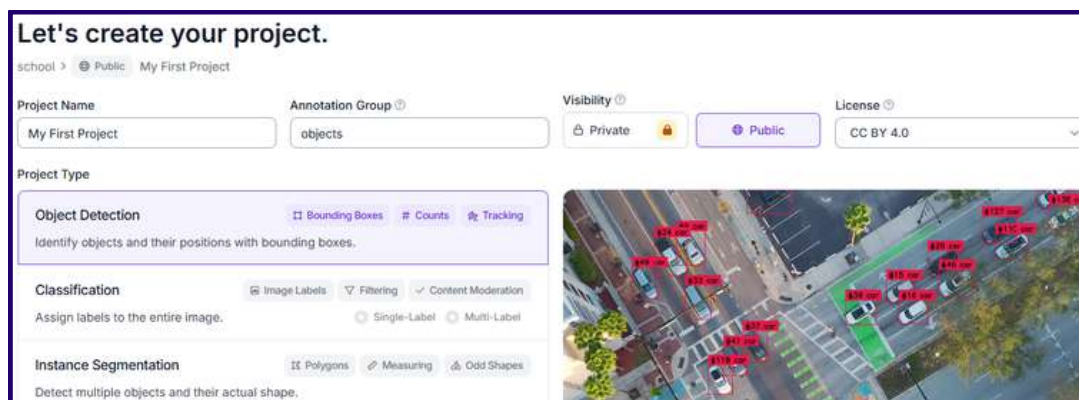 Let's create your project.
school > Public My First Project
Project Name
My First Project
Annotation Group
objects
Visibility
Private
Public
License
CC BY 4.0
Project Type
Object Detection
Bounding Boxes # Counts Tracking
Identify objects and their positions with bounding boxes.
Classification
Image Labels Filtering Content Moderation
Assign labels to the entire image.
Single-Label Multi-Label
Instance Segmentation
Polygons Measuring Odd Shapes
Detect multiple objects and their actual shape.